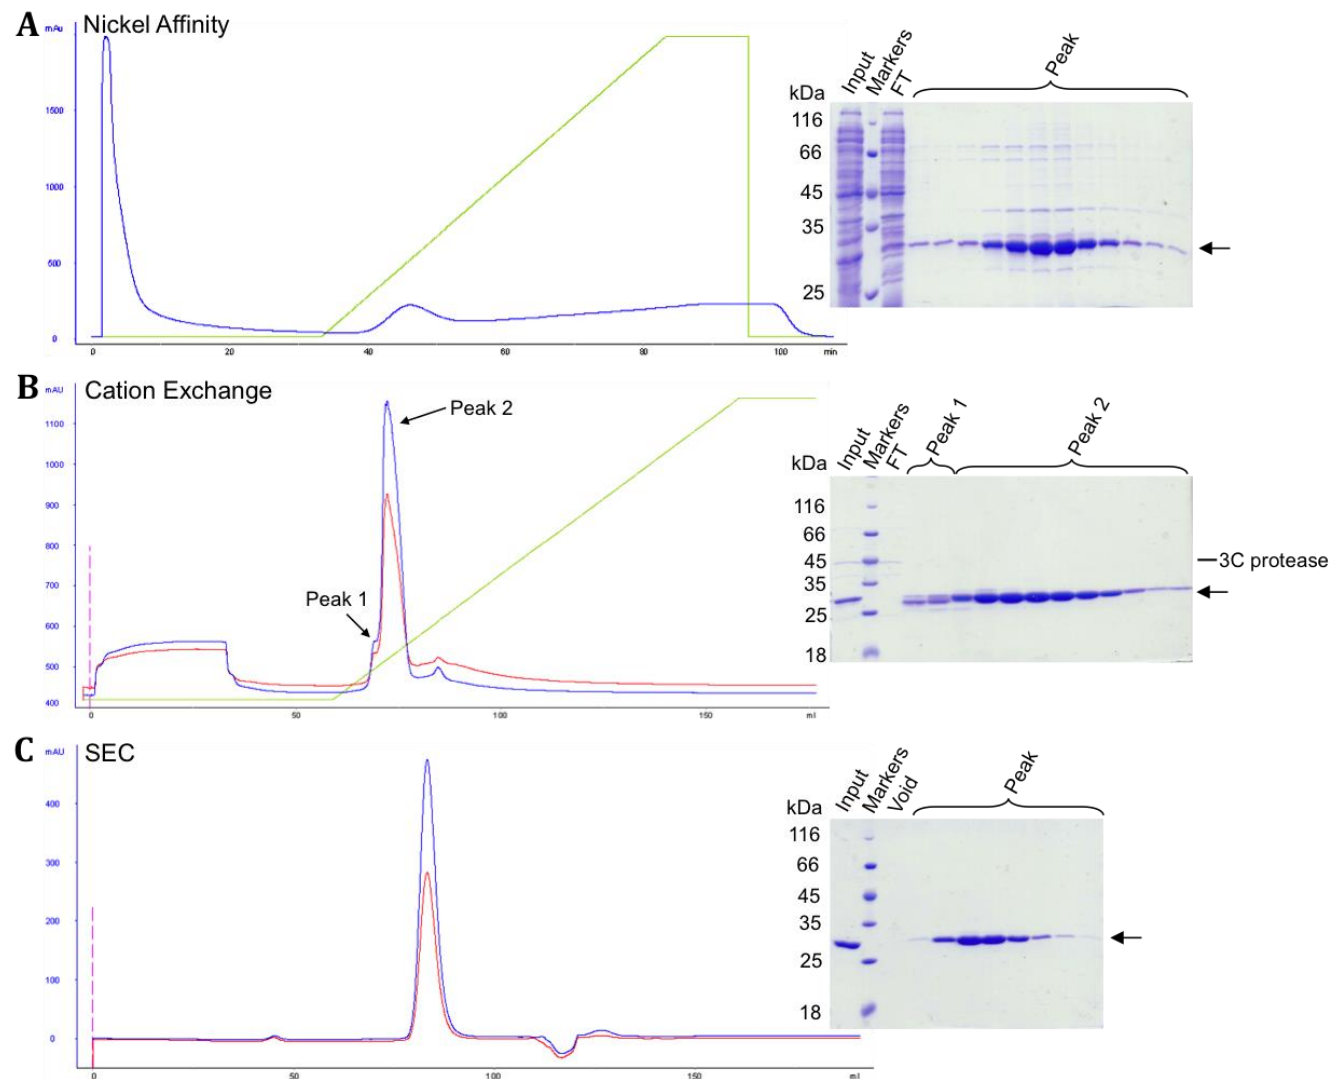 A
mAu
Nickel Affinity
1500
1000
500
0
0 20 40 60 80 100 min
Input
Markers
FT
Peak
kDa
116
66
45
35
25
B
mAU
Cation Exchange
1100
1000
900
800
700
600
500
400
Peak 2
Peak 1
0 50 100 150 ml
Input
Markers
FT
Peak 1
Peak 2
kDa
116
66
45
35
25
18
3C protease
C
mAU
SEC
400
300
200
100
0
0 50 100 150 ml
Input
Markers
Void
Peak
kDa
116
66
45
35
25
18